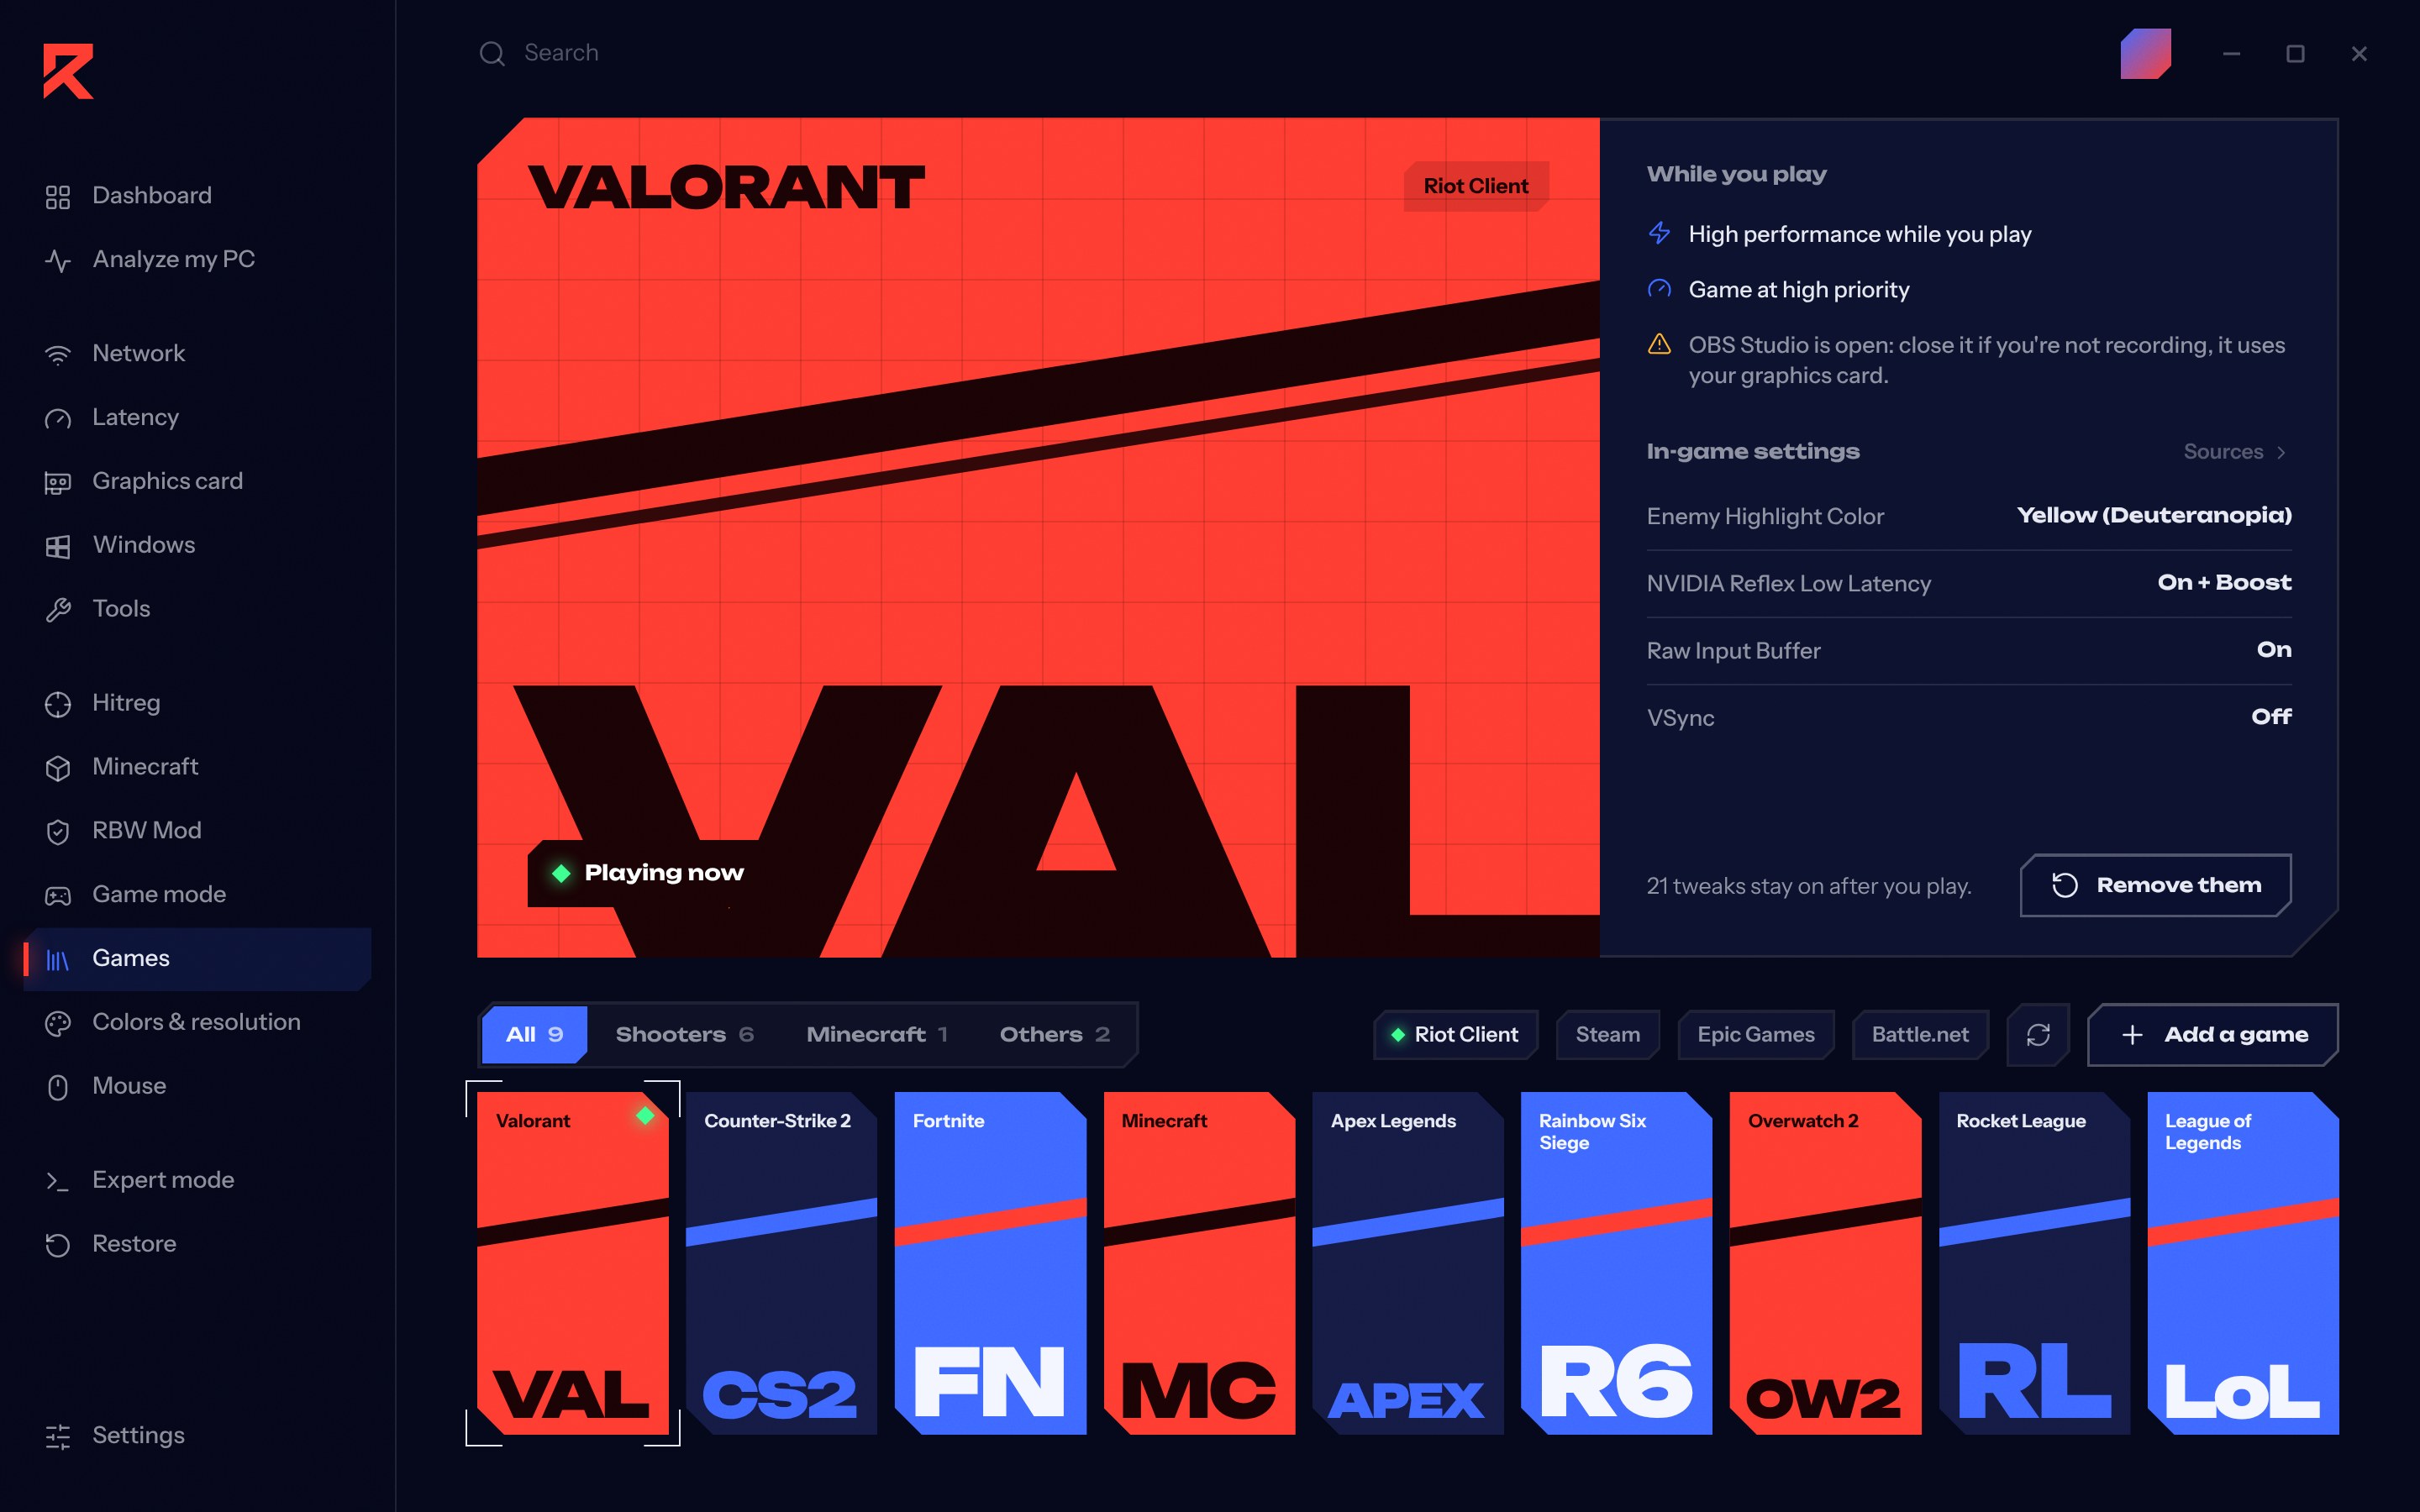 Search
Dashboard
Analyze my PC
Network
Latency
Graphics card
Windows
Tools
Hitreg
Minecraft
RBW Mod
Game mode
Games
Colors & resolution
Mouse
Expert mode
Restore
Settings
VALORANT
Riot Client
VAL
Playing now
While you play
High performance while you play
Game at high priority
OBS Studio is open: close it if you're not recording, it uses
your graphics card.
In-game settings
Sources
Enemy Highlight Color Yellow (Deuteranopia)
NVIDIA Reflex Low Latency On + Boost
Raw Input Buffer On
VSync Off
21 tweaks stay on after you play. Remove them
All 9 Shooters 6 Minecraft 1 Others 2
Riot Client Steam Epic Games Battle.net Add a game
Valorant
VAL
Counter-Strike 2
CS2
Fortnite
FN
Minecraft
MC
Apex Legends
APEX
Rainbow Six
Siege
R6
Overwatch 2
OW2
Rocket League
RL
League of
Legends
LoL